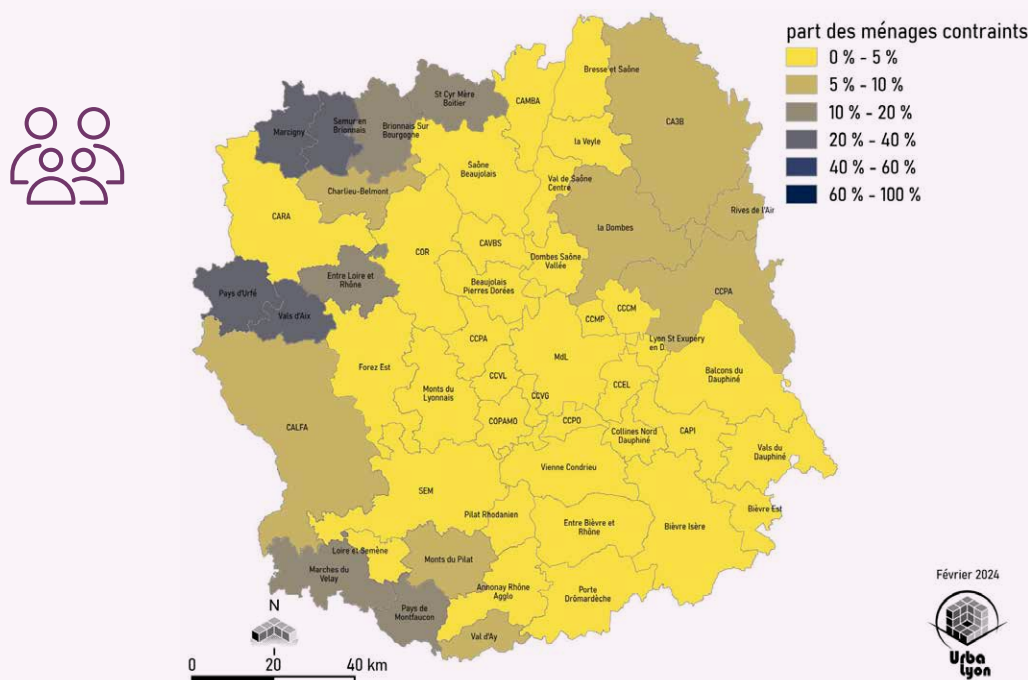 part des ménages contraints
0 % - 5 %
5 % - 10 %
10 % - 20 %
20 % - 40 %
40 % - 60 %
60 % - 100 %
Bresse et Saône
St Cyr Mère
Boitier
CAMBA
CA3B
Marcigny
Semur en
Brionnais
Brionnais Sur
Bourgogne
la Veyle
Saône
Beaujolais
Val de Saône
Centre
Charlieu-Belmont
Rives de l'Air
CARA
la Dombes
COR
CAVBS
Dombes Saône
Vallée
Entre Loire et
Rhône
Beaujolais
Pierres Dorées
CCPA
Pays d'Urfé
Vals d'Aix
CCCM
CCMP
CCPA
Lyon St Exupéry
en D.
MdL
Forez Est
Balcons du
Dauphiné
CCVL
Monts du
Lyonnais
CCEL
CCVG
COPAMO
CCPO
CALFA
Collines Nord
Dauphiné
CAPI
Vals du
Dauphiné
Vienne Condrieu
SEM
Pilat Rhodanien
Bièvre Est
Entre Bièvre et
Rhône
Bièvre Isère
Loire et Semène
Monts du Pilat
Marches du
Velay
Annonay Rhône
Agglo
Porte
Drômardèche
Pays de
Montfaucon
Val d'Ay
Février 2024
N
0 20 40 km
Urba
Lyon